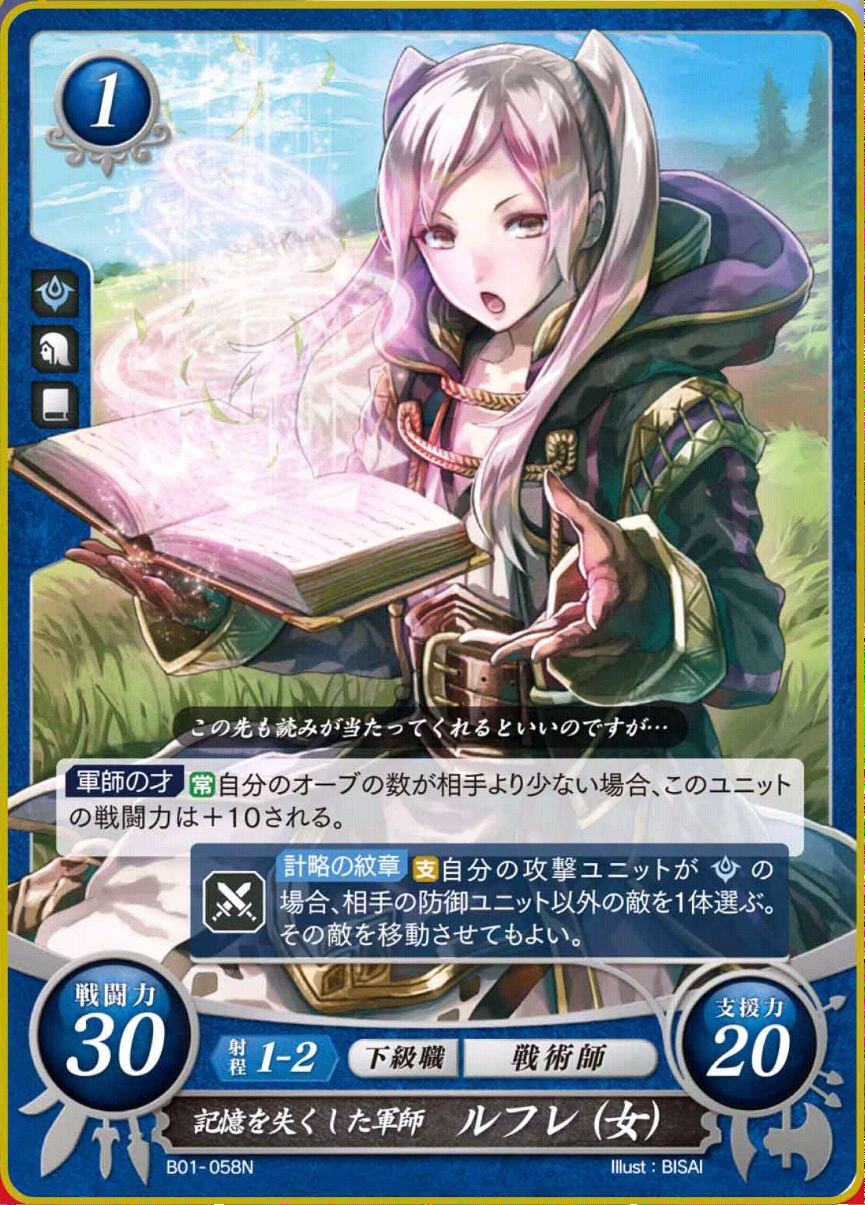 1
この先も読みが当たってくれるといいのですが…
軍師の才 常 自分のオーブの数が相手より少ない場合、このユニット
の戦闘力は＋10される。
計略の紋章 支 自分の攻撃ユニットが の
場合、相手の防御ユニット以外の敵を1体選ぶ。
その敵を移動させてもよい。
戦闘力
30
射程 1-2 下級職 戦術師
支援力
20
記憶を失くした軍師 ルフレ（女）
B01-058N Illust : BISAI